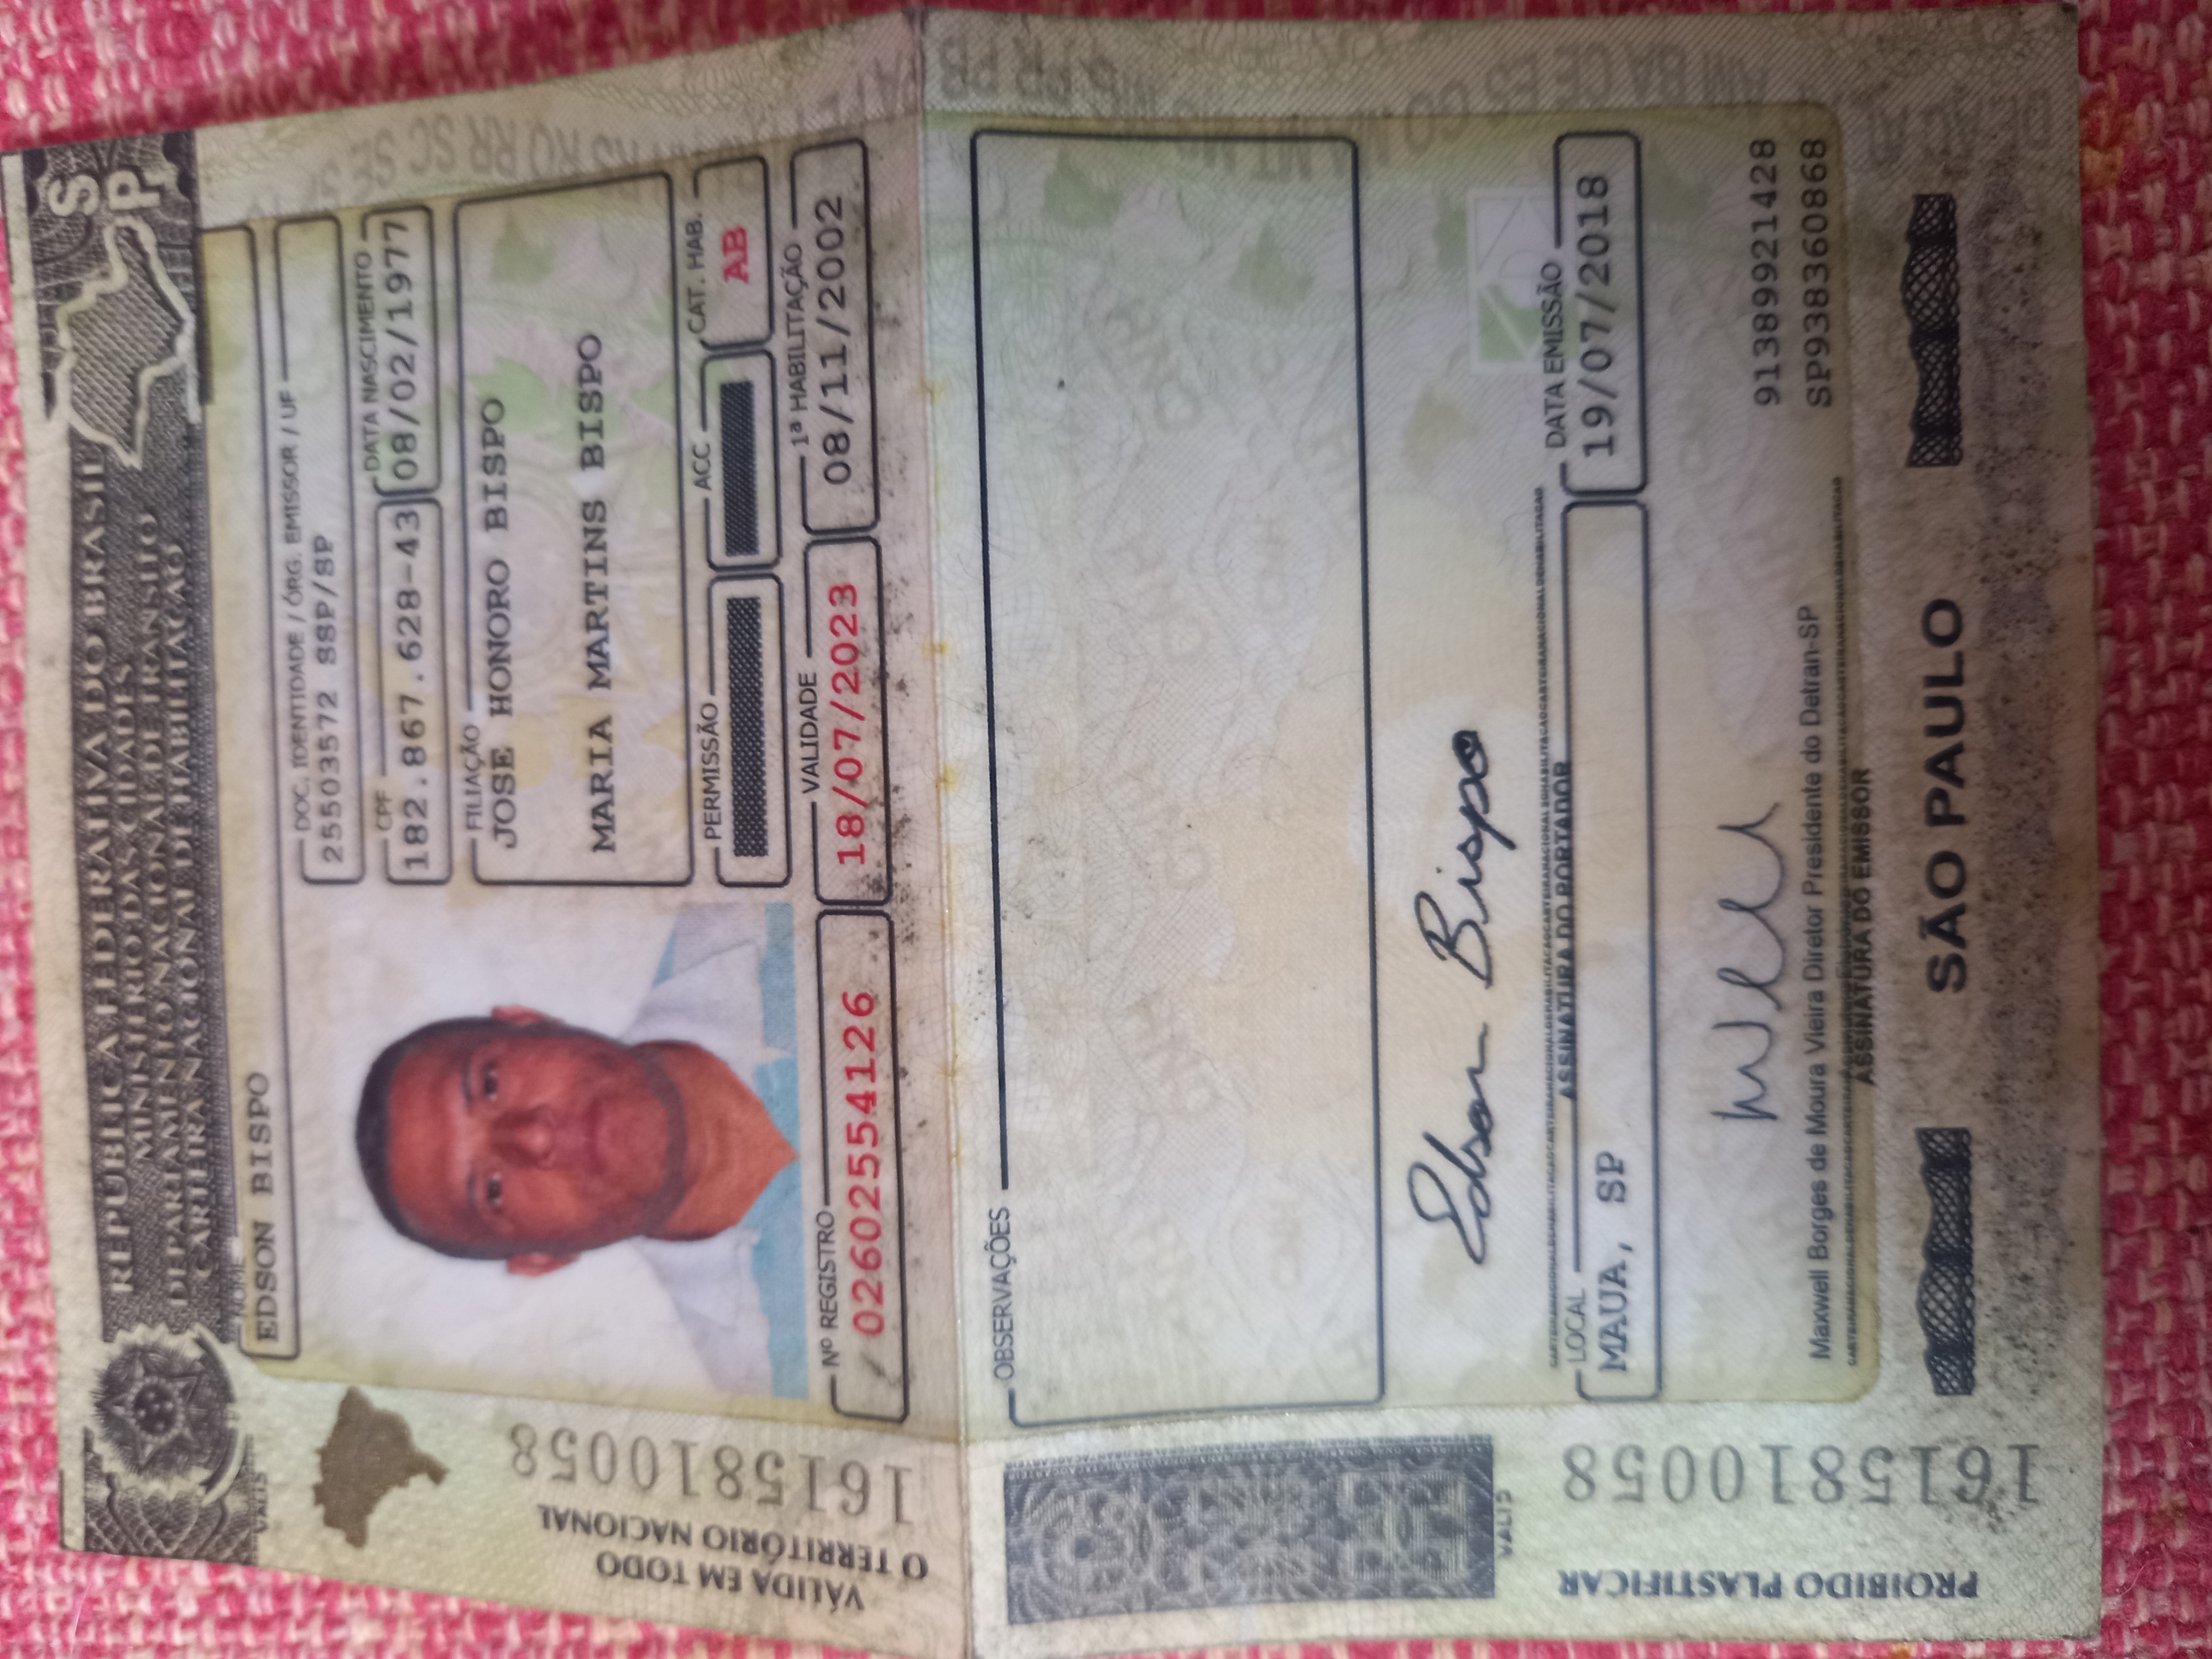 REPÚBLICA FEDERATIVA DO BRASIL
MINISTÉRIO DAS CIDADES
DEPARTAMENTO NACIONAL DE TRÂNSITO
CARTEIRA NACIONAL DE HABILITAÇÃO
SP
VALIS
NOME
EDSON BISPO
DOC. IDENTIDADE / ÓRG. EMISSOR / UF
25503572 SSP/SP
CPF
182.867.628-43
DATA NASCIMENTO
08/02/1977
FILIAÇÃO
JOSE HONORO BISPO
MARIA MARTINS BISPO
PERMISSÃO
ACC
CAT. HAB.
AB
Nº REGISTRO
02602554126
VALIDADE
18/07/2023
1ª HABILITAÇÃO
08/11/2002
VÁLIDA EM TODO
O TERRITÓRIO NACIONAL
1615810058
OBSERVAÇÕES
Edson Bispo
ASSINATURA DO PORTADOR
LOCAL
MAUA, SP
DATA EMISSÃO
19/07/2018
VALIS
PROIBIDO PLASTIFICAR
1615810058
91389921428
SP938360868
Maxwell Borges de Moura Vieira Diretor Presidente do Detran-SP
ASSINATURA DO EMISSOR
SÃO PAULO